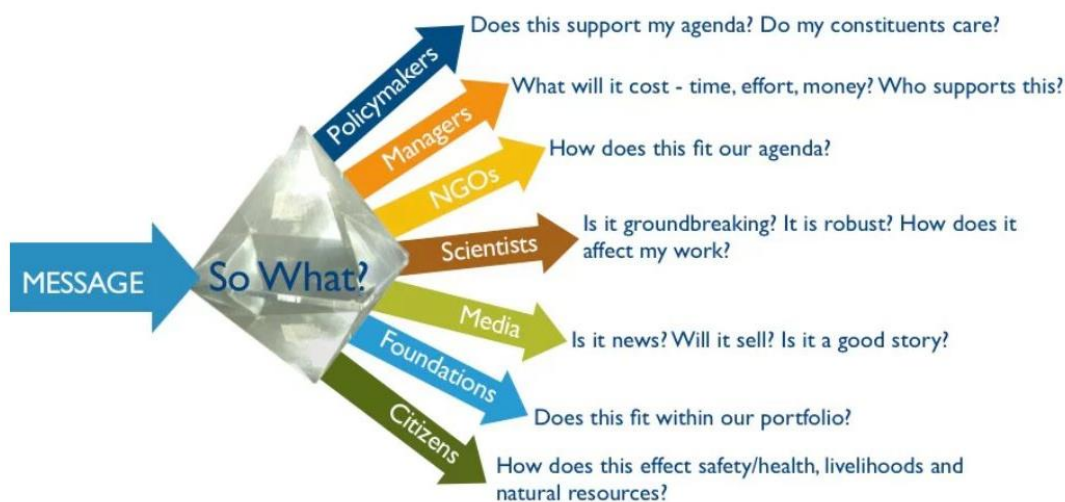 Policymakers
Does this support my agenda? Do my constituents care?
Managers
What will it cost - time, effort, money? Who supports this?
NGOs
How does this fit our agenda?
Scientists
Is it groundbreaking? It is robust? How does it
affect my work?
MESSAGE
So What?
Media
Is it news? Will it sell? Is it a good story?
Foundations
Does this fit within our portfolio?
Citizens
How does this effect safety/health, livelihoods and
natural resources?